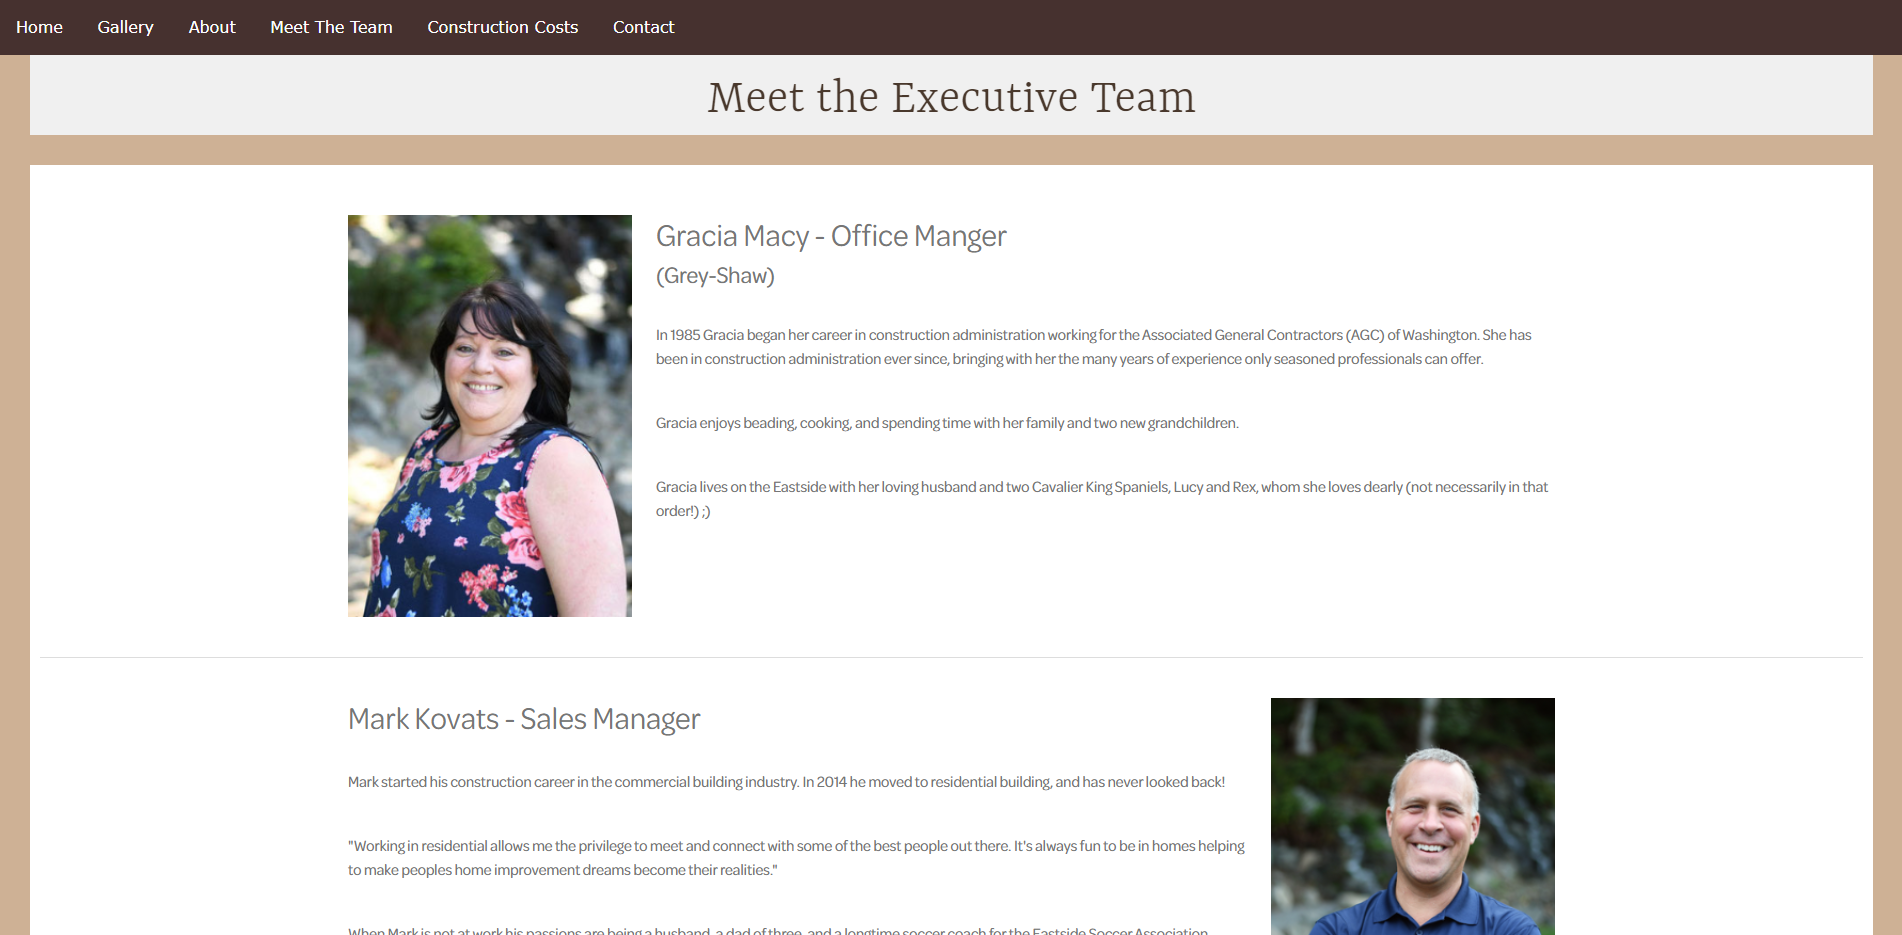 Home Gallery About Meet The Team Construction Costs Contact
Meet the Executive Team
Gracia Macy - Office Manger
(Grey-Shaw)
In 1985 Gracia began her career in construction administration working for the Associated General Contractors (AGC) of Washington. She has
been in construction administration ever since, bringing with her the many years of experience only seasoned professionals can offer.
Gracia enjoys beading, cooking, and spending time with her family and two new grandchildren.
Gracia lives on the Eastside with her loving husband and two Cavalier King Spaniels, Lucy and Rex, whom she loves dearly (not necessarily in that
order!) ;)
Mark Kovats - Sales Manager
Mark started his construction career in the commercial building industry. In 2014 he moved to residential building, and has never looked back!
"Working in residential allows me the privilege to meet and connect with some of the best people out there. It's always fun to be in homes helping
to make peoples home improvement dreams become their realities."
When Mark is not at work his passions are being a husband, a dad of three, and a longtime soccer coach for the Eastside Soccer Association.